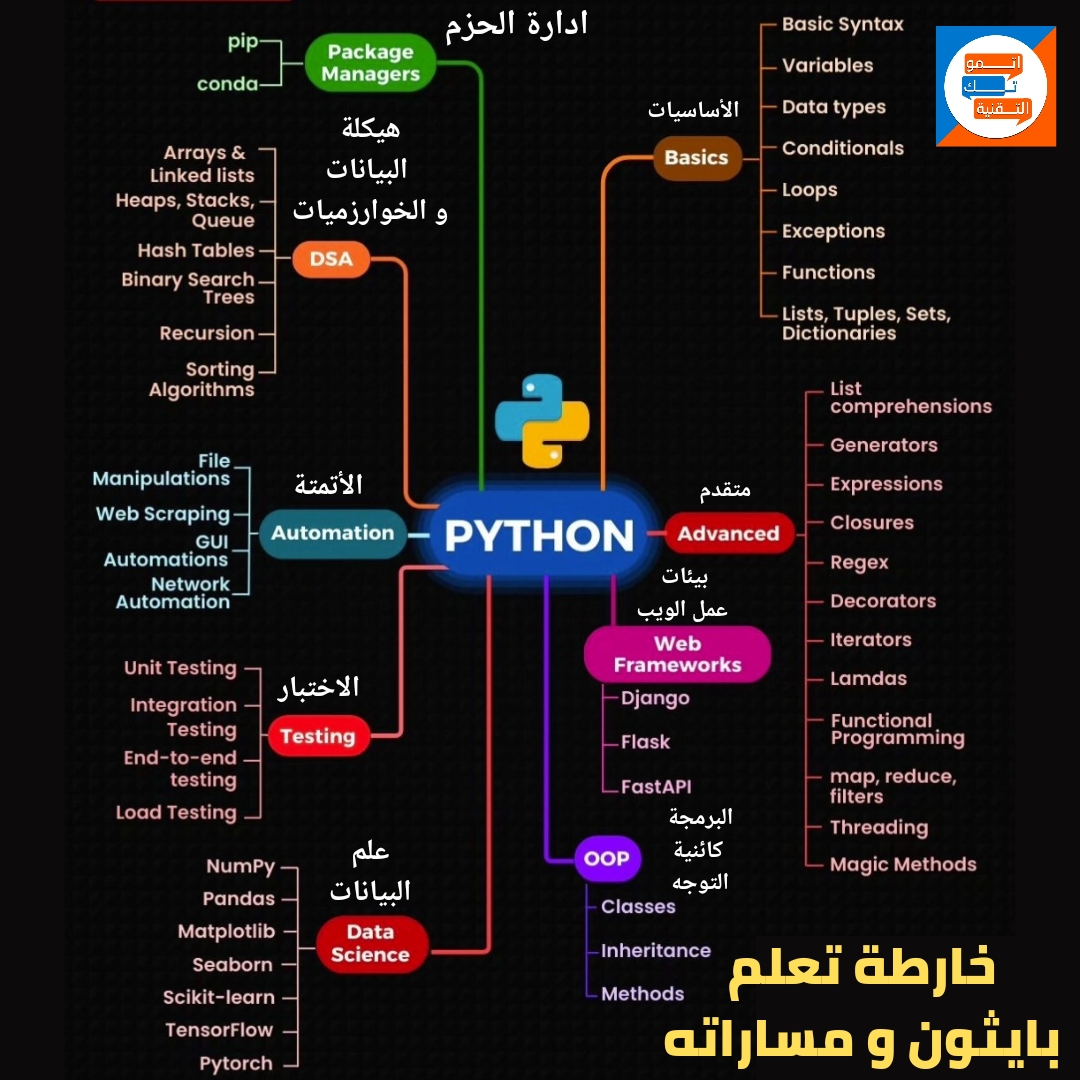 ادارة الحزم
Package
Managers
pip
conda
هيكلة
البيانات
و الخوارزميات
DSA
Arrays &
Linked lists
Heaps, Stacks,
Queue
Hash Tables
Binary Search
Trees
Recursion
Sorting
Algorithms
الأتمتة
Automation
File
Manipulations
Web Scraping
GUI
Automations
Network
Automation
الاختبار
Testing
Unit Testing
Integration
Testing
End-to-end
testing
Load Testing
علم
البيانات
Data
Science
NumPy
Pandas
Matplotlib
Seaborn
Scikit-learn
TensorFlow
Pytorch
PYTHON
الأساسيات
Basics
Basic Syntax
Variables
Data types
Conditionals
Loops
Exceptions
Functions
Lists, Tuples, Sets,
Dictionaries
اتمو
تك
التقنية
متقدم
Advanced
List
comprehensions
Generators
Expressions
Closures
Regex
Decorators
Iterators
Lamdas
Functional
Programming
map, reduce,
filters
Threading
Magic Methods
بيئات
عمل الويب
Web
Frameworks
Django
Flask
FastAPI
البرمجة
كائنية
التوجه
OOP
Classes
Inheritance
Methods
خارطة تعلم
بايثون و مساراته